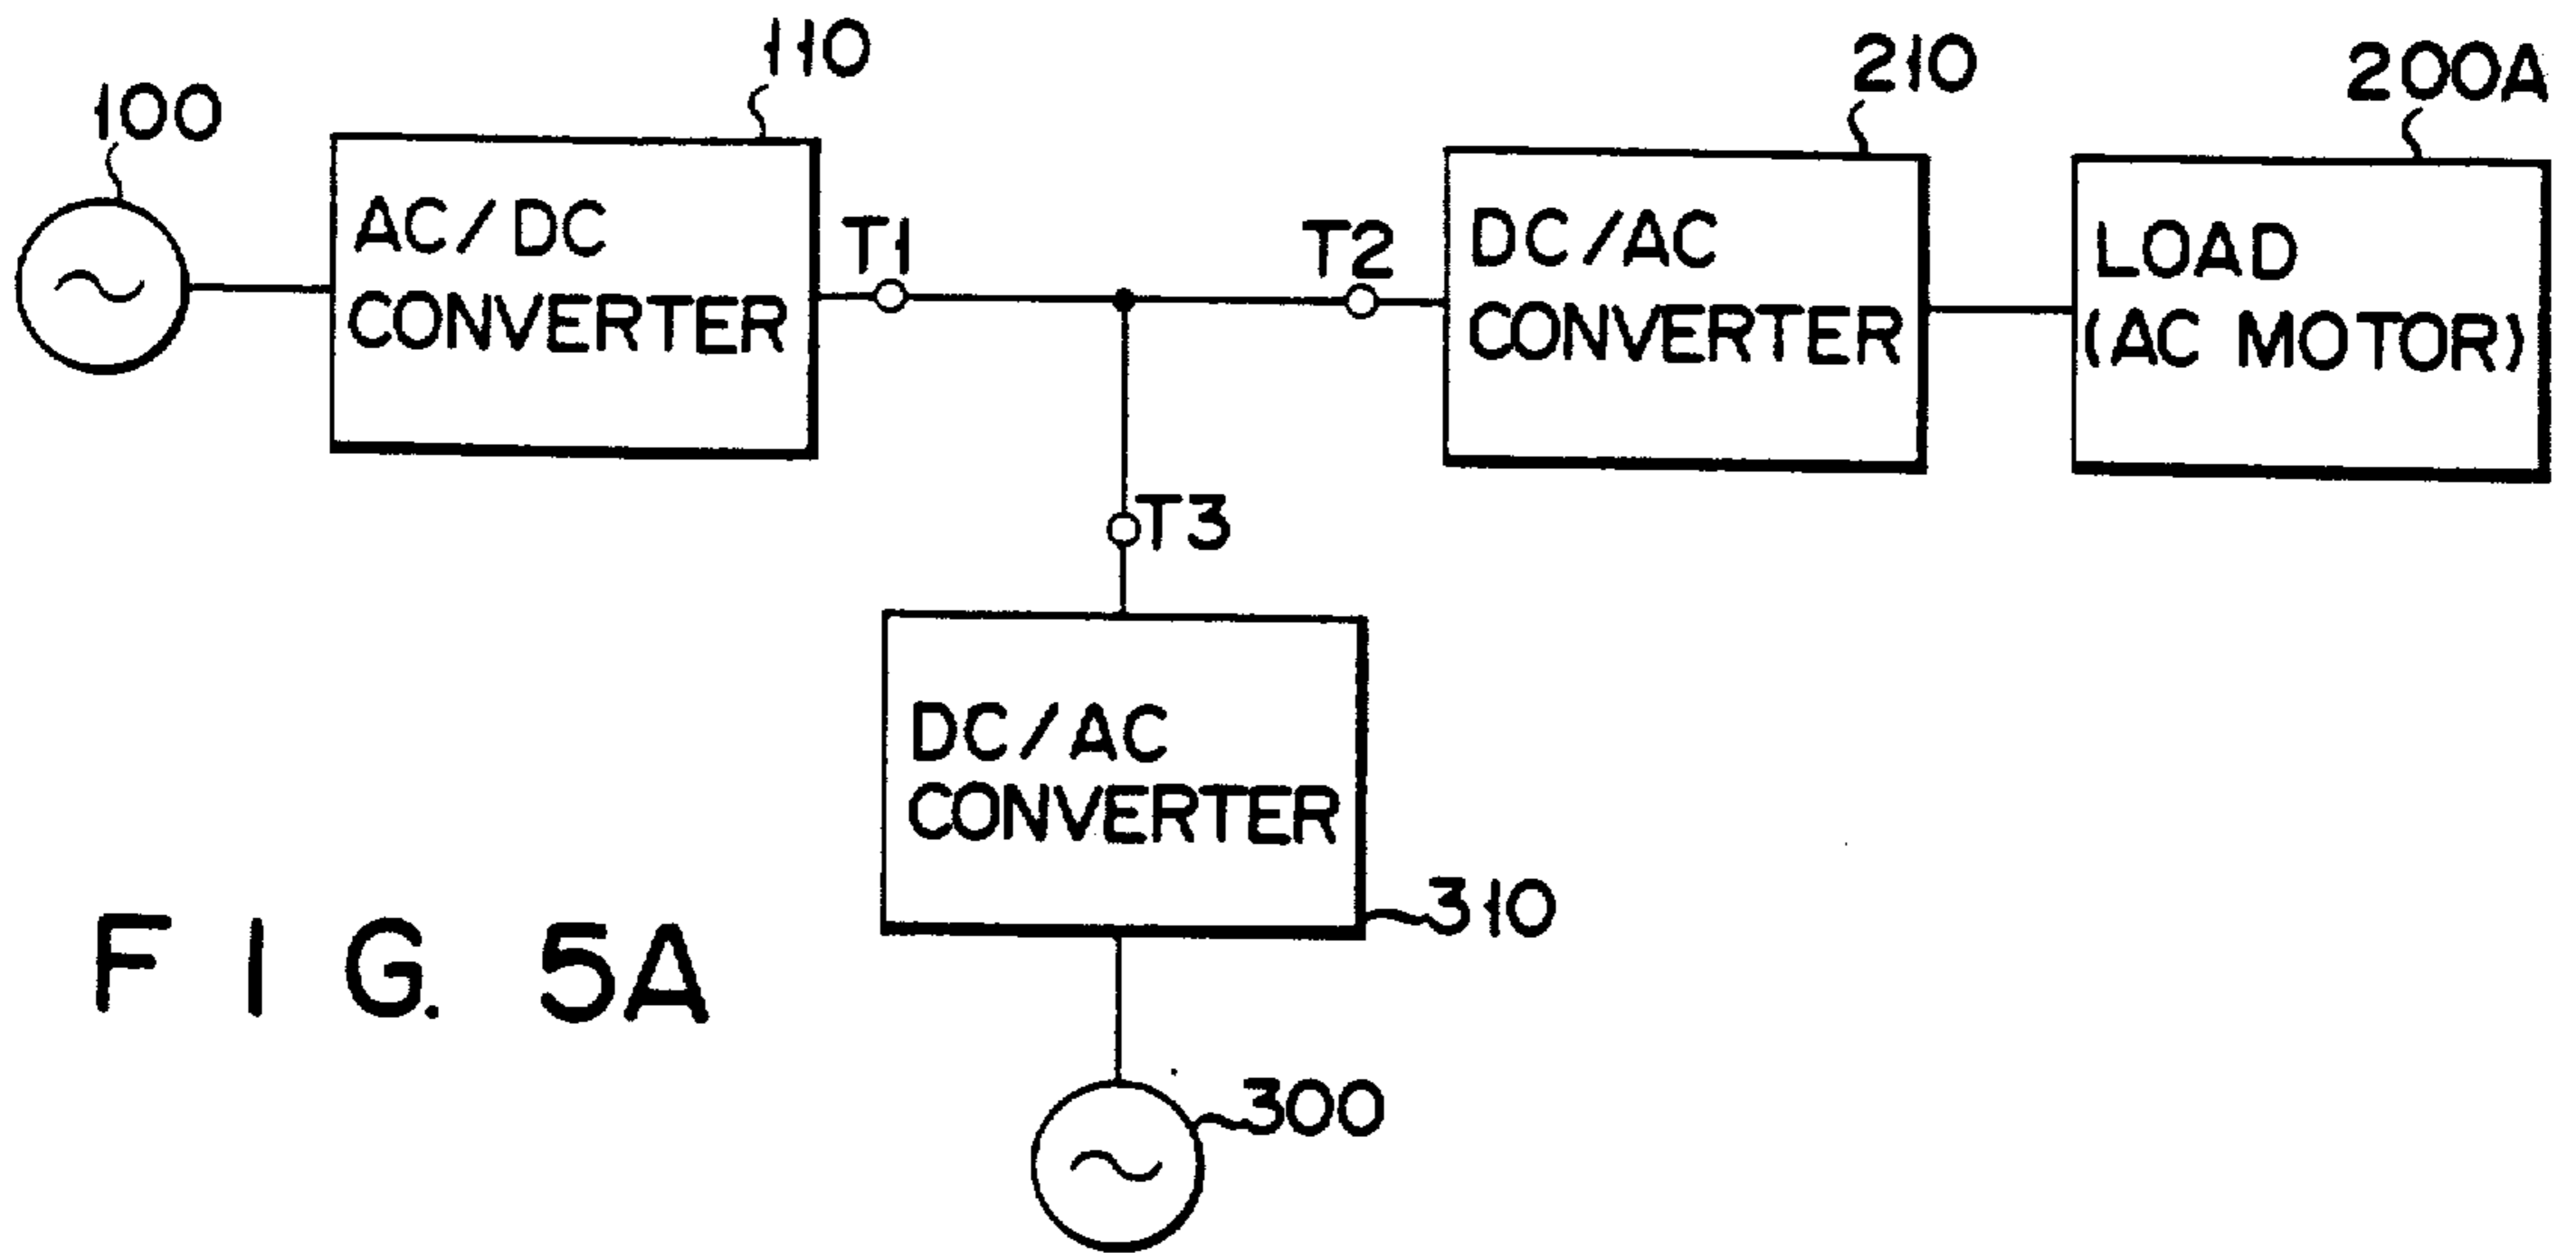 100
110
210
200A
AC/DC
CONVERTER
T1
T2
DC/AC
CONVERTER
LOAD
(AC MOTOR)
T3
DC/AC
CONVERTER
310
300
FIG. 5A